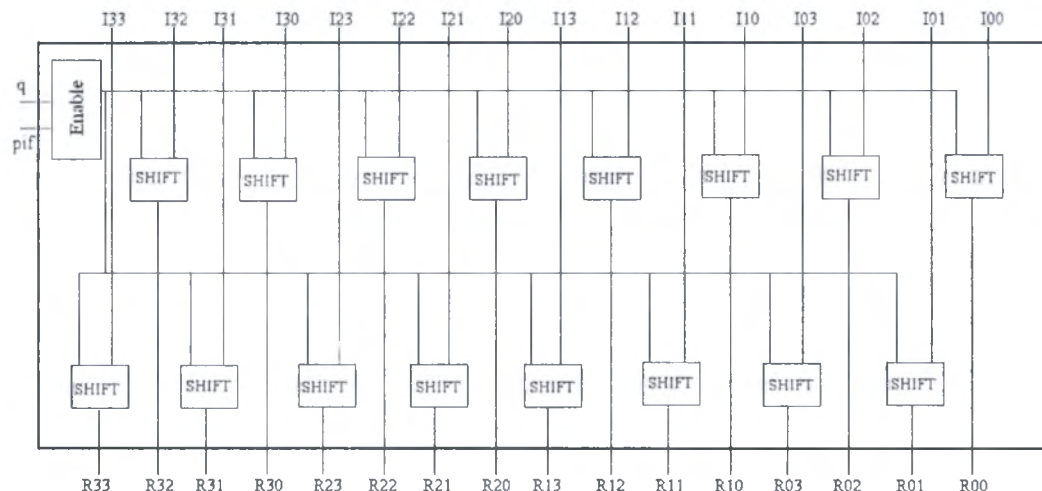 I33 I32 I31 I30 I23 I22 I21 I20 I13 I12 I11 I10 I03 I02 I01 I00
q
pif
Enable
SHIFT SHIFT SHIFT SHIFT SHIFT SHIFT SHIFT SHIFT
SHIFT SHIFT SHIFT SHIFT SHIFT SHIFT SHIFT SHIFT
R33 R32 R31 R30 R23 R22 R21 R20 R13 R12 R11 R10 R03 R02 R01 R00